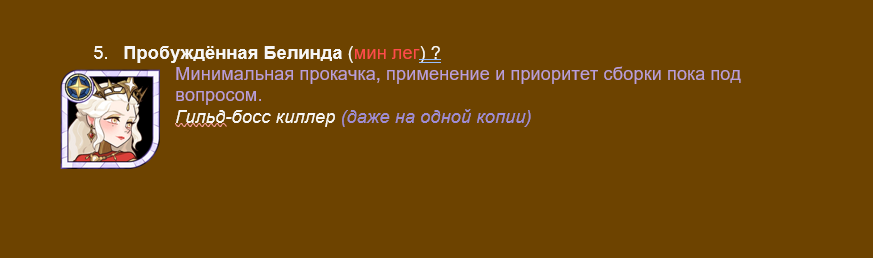 5. Пробуждённая Белинда (мин лег) ?
Минимальная прокачка, применение и приоритет сборки пока под
вопросом.
Гильд-босс киллер (даже на одной копии)